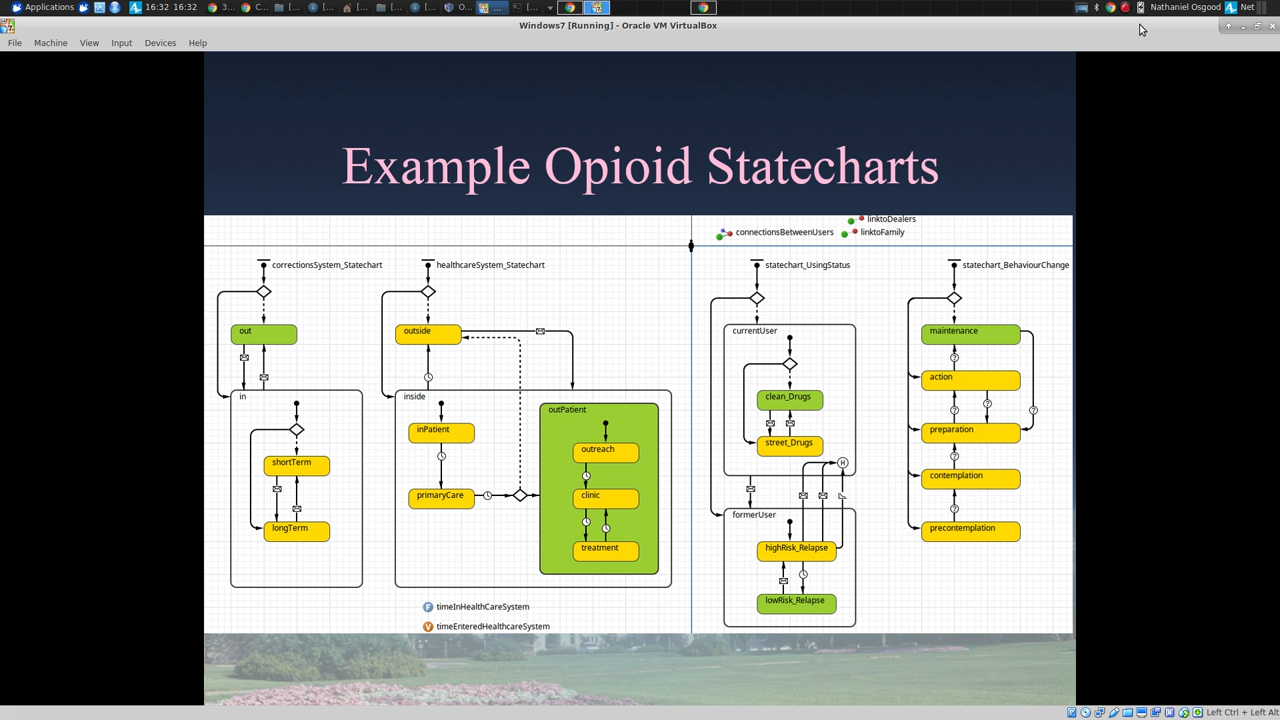 Applications 16:32 16:32 3... C... D... I... I... I... A... O... ... Nathaniel Osgood Net
Windows7 [Running] - Oracle VM VirtualBox
File Machine View Input Devices Help
Example Opioid Statecharts
linktoDealers
connectionsBetweenUsers linktoFamily
correctionsSystem_Statechart healthcareSystem_Statechart statechart_UsingStatus statechart_BehaviourChange
out
in
shortTerm
longTerm
outside
inside
inPatient
primaryCare
outPatient
outreach
clinic
treatment
timeInHealthCareSystem
timeEnteredHealthcareSystem
currentUser
clean_Drugs
street_Drugs
H
formerUser
highRisk_Relapse
lowRisk_Relapse
maintenance
action
preparation
contemplation
precontemplation
Left Ctrl + Left Alt